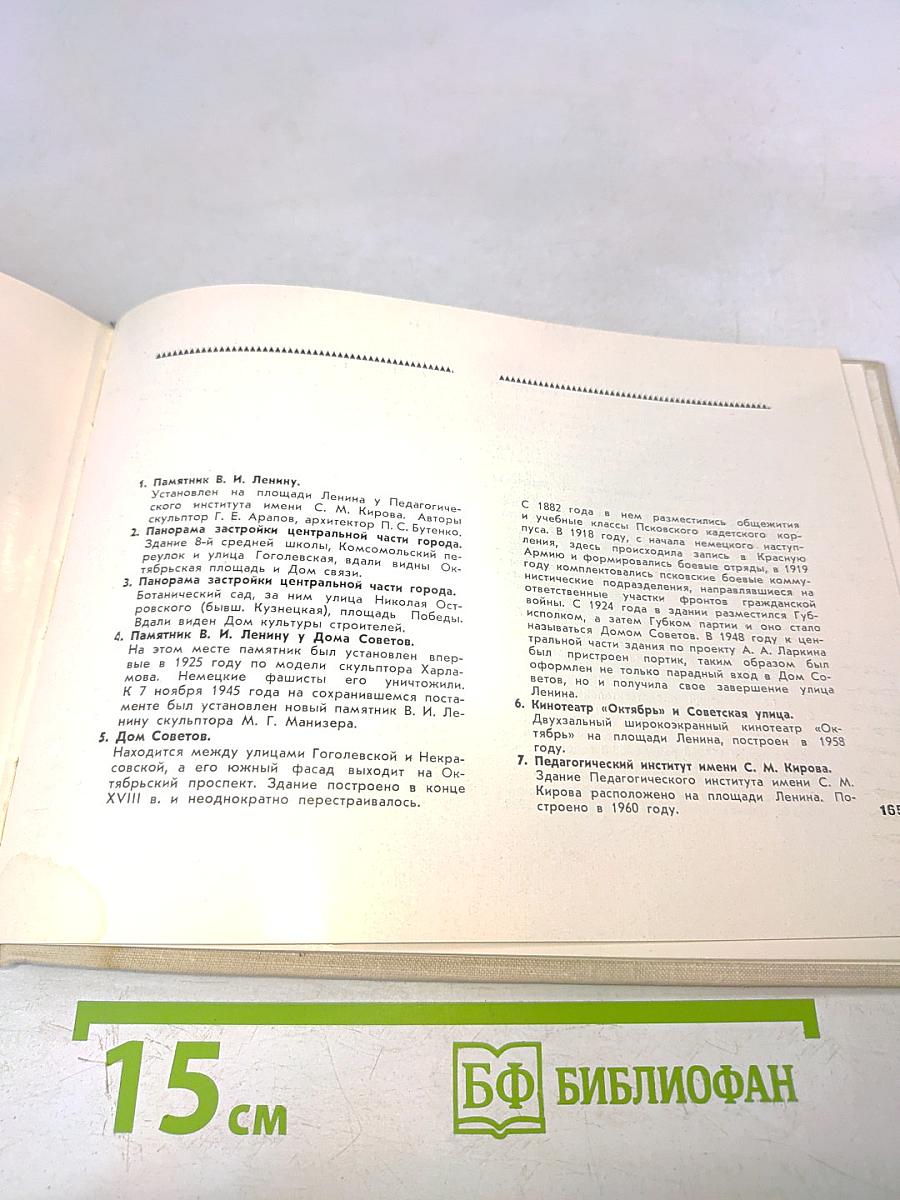 1. Памятник В. И. Ленину.
Установлен на площади Ленина у Педагогиче-
ского института имени С. М. Кирова. Авторы
скульптор Г. Е. Арапов, архитектор П. С. Бутенко.
2. Панорама застройки центральной части города.
Здание 8-й средней школы, Комсомольский пе-
реулок и улица Гоголевская, вдали видны Ок-
тябрьская площадь и Дом связи.
3. Панорама застройки центральной части города.
Ботанический сад, за ним улица Николая Ост-
ровского (бывш. Кузнецкая), площадь Победы.
Вдали виден Дом культуры строителей.
4. Памятник В. И. Ленину у Дома Советов.
На этом месте памятник был установлен впер-
вые в 1925 году по модели скульптора Харла-
мова. Немецкие фашисты его уничтожили.
К 7 ноября 1945 года на сохранившемся поста-
менте был установлен новый памятник В. И. Ле-
нину скульптора М. Г. Манизера.
5. Дом Советов.
Находится между улицами Гоголевской и Некра-
совской, а его южный фасад выходит на Ок-
тябрьский проспект. Здание построено в конце
XVIII в. и неоднократно перестраивалось.
С 1882 года в нем разместились общежития
и учебные классы Псковского кадетского кор-
пуса. В 1918 году, с начала немецкого наступ-
ления, здесь происходила запись в Красную
Армию и формировались боевые отряды, в 1919
году комплектовались псковские боевые комму-
нистические подразделения, направлявшиеся на
ответственные участки фронтов гражданской
войны. С 1924 года в здании разместился Губ-
исполком, а затем Губком партии и оно стало
называться Домом Советов. В 1948 году к цен-
тральной части здания по проекту А. А. Ларкина
был пристроен портик, таким образом был
оформлен не только парадный вход в Дом Со-
ветов, но и получила свое завершение улица
Ленина.
6. Кинотеатр «Октябрь» и Советская улица.
Двухзальный широкоэкранный кинотеатр «Ок-
тябрь» на площади Ленина, построен в 1958
году.
7. Педагогический институт имени С. М. Кирова.
Здание Педагогического института имени С. М.
Кирова расположено на площади Ленина. По-
строено в 1960 году.
165
15 см
БФ БИБЛИОФАН